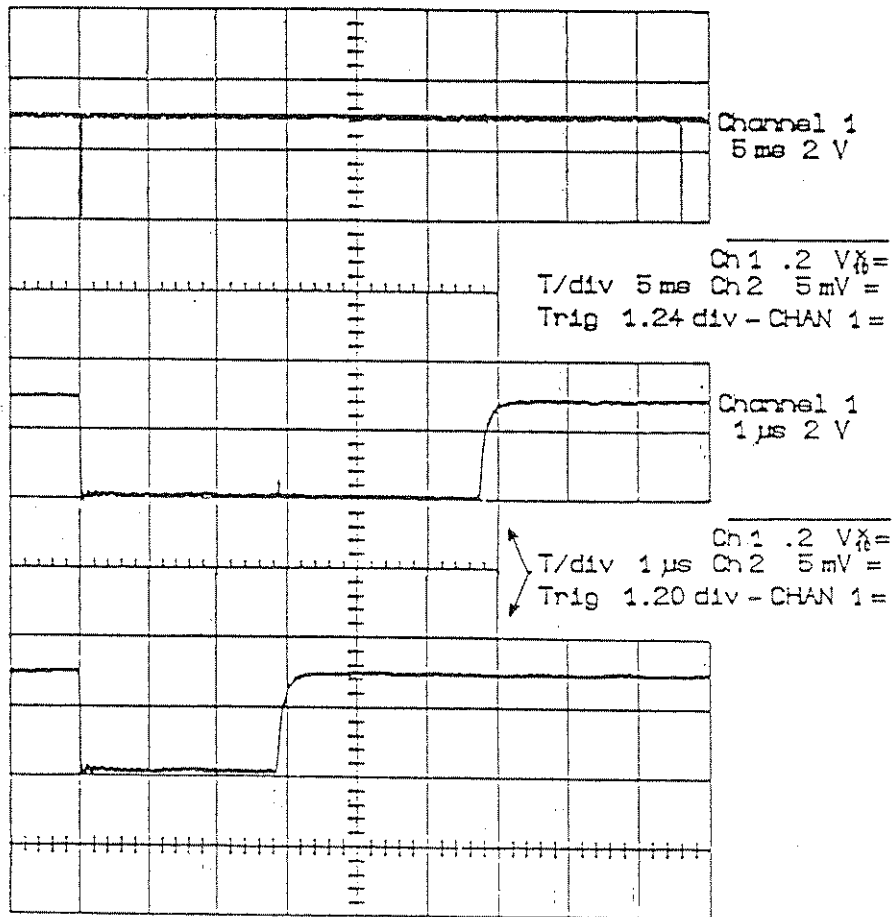 Channel 1
5 ms 2 V
Ch 1 .2 V
T/div 5 ms Ch 2 5 mV =
Trig 1.24 div - CHAN 1 =
Channel 1
1 µs 2 V
Ch 1 .2 V
T/div 1 µs Ch 2 5 mV =
Trig 1.20 div - CHAN 1 =